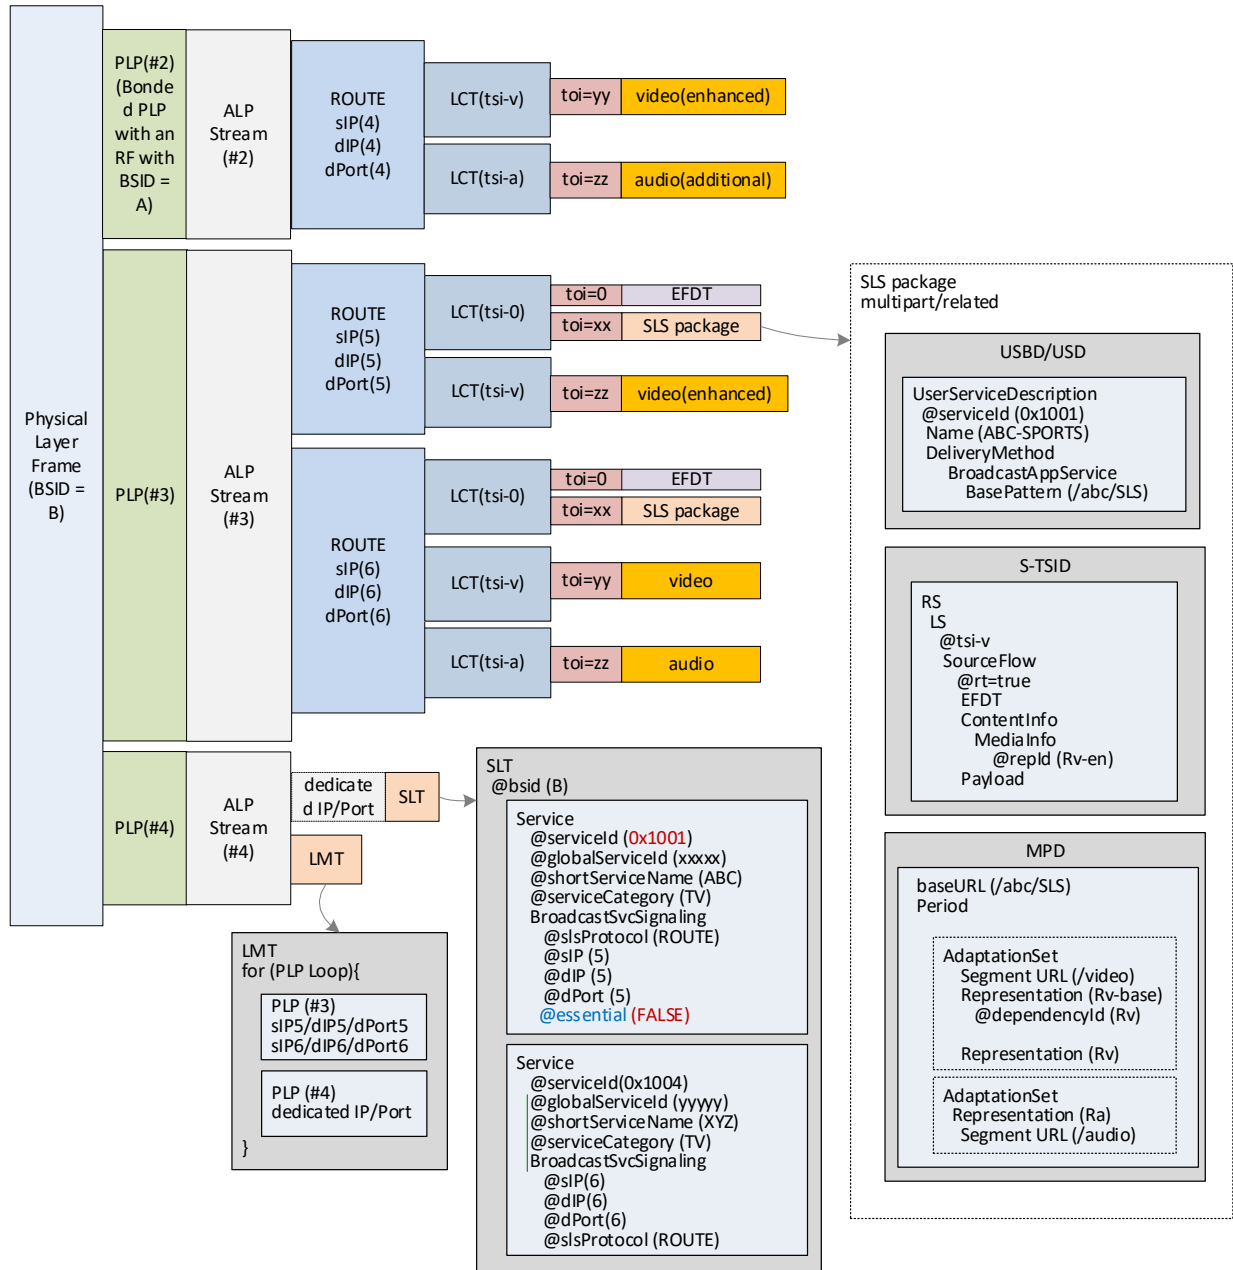 Physical
Layer
Frame
(BSID =
B)
PLP(#2)
(Bonde
d PLP
with an
RF with
BSID =
A)
ALP
Stream
(#2)
ROUTE
sIP(4)
dIP(4)
dPort(4)
LCT(tsi-v)
toi=yy
video(enhanced)
LCT(tsi-a)
toi=zz
audio(additional)
PLP(#3)
ALP
Stream
(#3)
ROUTE
sIP(5)
dIP(5)
dPort(5)
LCT(tsi-0)
toi=0
EFDT
toi=xx
SLS package
LCT(tsi-v)
toi=zz
video(enhanced)
ROUTE
sIP(6)
dIP(6)
dPort(6)
LCT(tsi-0)
toi=0
EFDT
toi=xx
SLS package
LCT(tsi-v)
toi=yy
video
LCT(tsi-a)
toi=zz
audio
PLP(#4)
ALP
Stream
(#4)
dedicate
d IP/Port
SLT
LMT
LMT
for (PLP Loop){
PLP (#3)
sIP5/dIP5/dPort5
sIP6/dIP6/dPort6
PLP (#4)
dedicated IP/Port
}
SLT
@bsid (B)
Service
@serviceId (0x1001)
@globalServiceId (xxxxx)
@shortServiceName (ABC)
@serviceCategory (TV)
BroadcastSvcSignaling
@slsProtocol (ROUTE)
@sIP (5)
@dIP (5)
@dPort (5)
@essential (FALSE)
Service
@serviceId(0x1004)
@globalServiceId (yyyyy)
@shortServiceName (XYZ)
@serviceCategory (TV)
BroadcastSvcSignaling
@sIP(6)
@dIP(6)
@dPort(6)
@slsProtocol (ROUTE)
SLS package
multipart/related
USBD/USD
UserServiceDescription
@serviceId (0x1001)
Name (ABC-SPORTS)
DeliveryMethod
BroadcastAppService
BasePattern (/abc/SLS)
S-TSID
RS
LS
@tsi-v
SourceFlow
@rt=true
EFDT
ContentInfo
MediaInfo
@repId (Rv-en)
Payload
MPD
baseURL (/abc/SLS)
Period
AdaptationSet
Segment URL (/video)
Representation (Rv-base)
@dependencyId (Rv)
Representation (Rv)
AdaptationSet
Representation (Ra)
Segment URL (/audio)